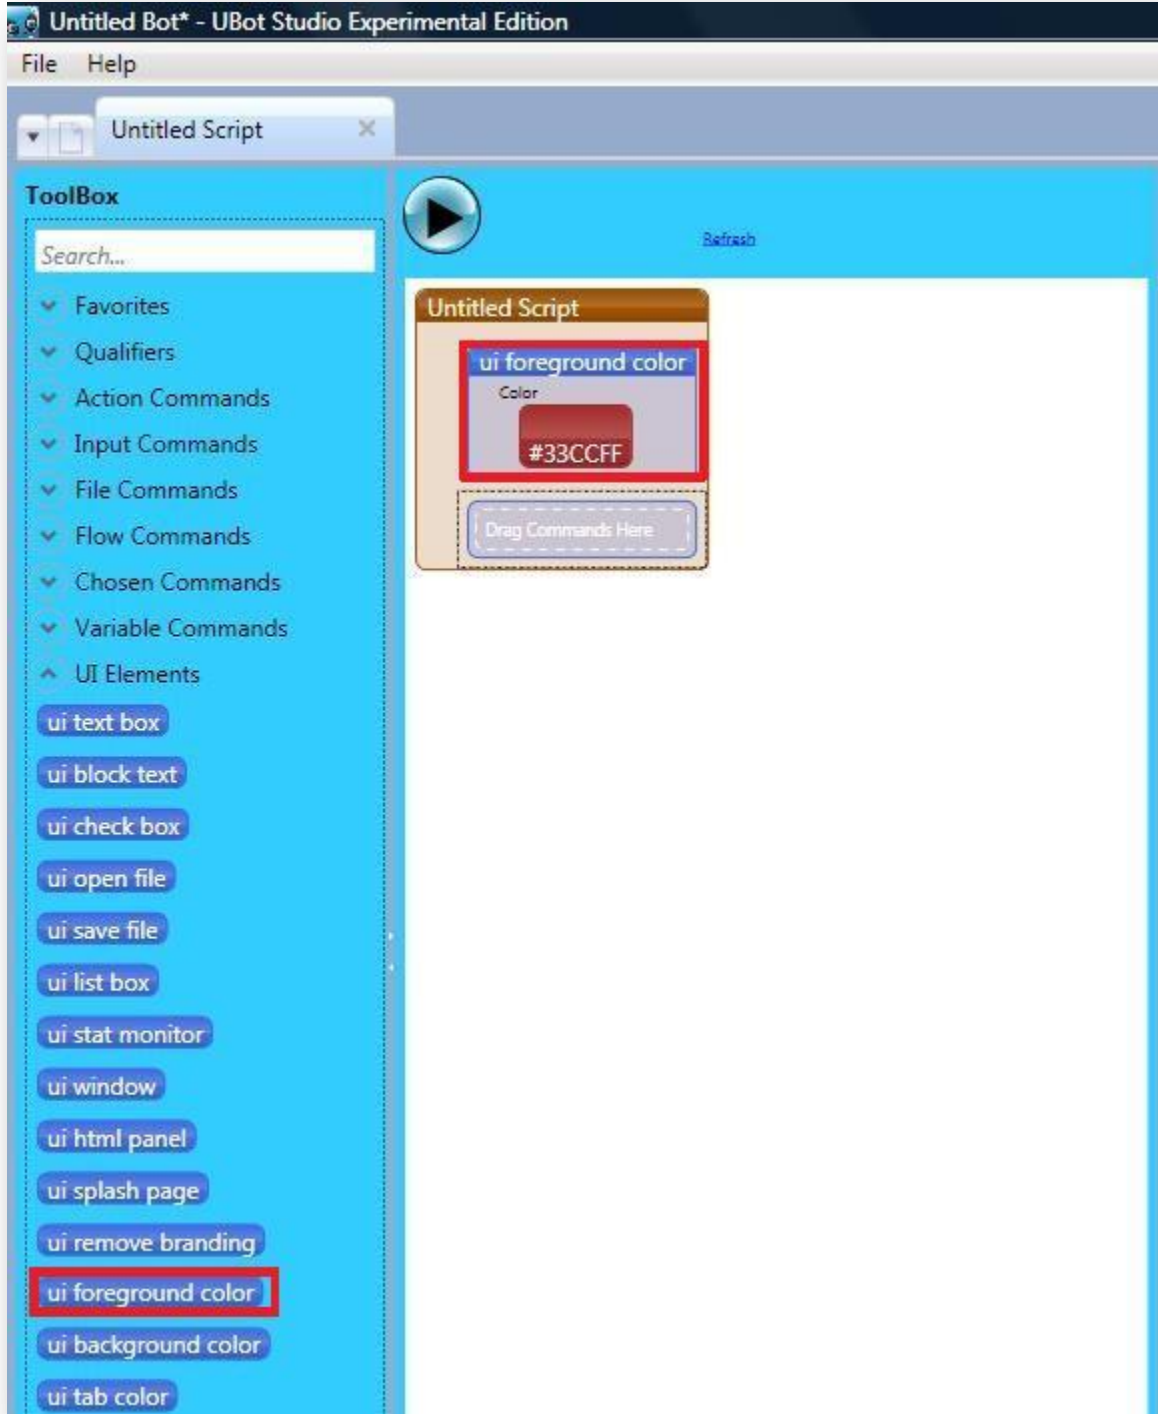 Untitled Bot* - UBot Studio Experimental Edition
File Help
Untitled Script
ToolBox
Search...
Favorites
Qualifiers
Action Commands
Input Commands
File Commands
Flow Commands
Chosen Commands
Variable Commands
UI Elements
ui text box
ui block text
ui check box
ui open file
ui save file
ui list box
ui stat monitor
ui window
ui html panel
ui splash page
ui remove branding
ui foreground color
ui background color
ui tab color
Refresh
Untitled Script
ui foreground color
Color
#33CCFF
Drag Commands Here